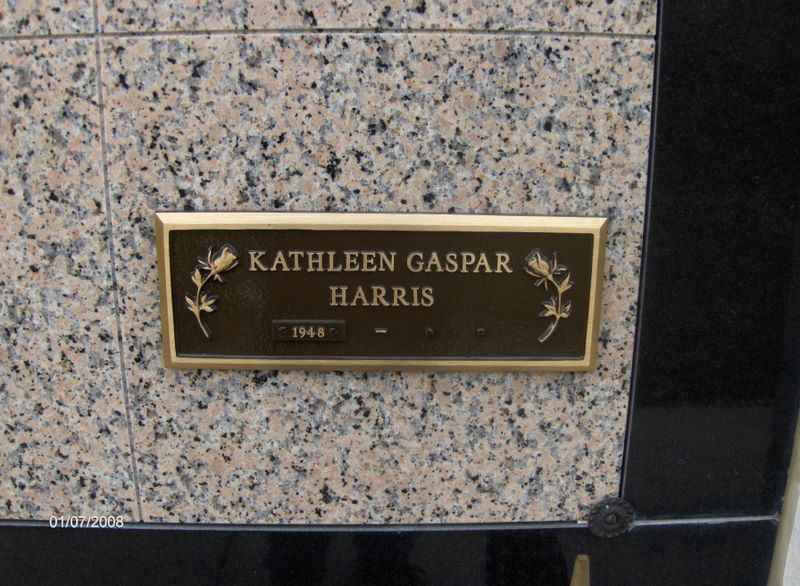 KATHLEEN GASPAR
HARRIS
1948 –
01/07/2008